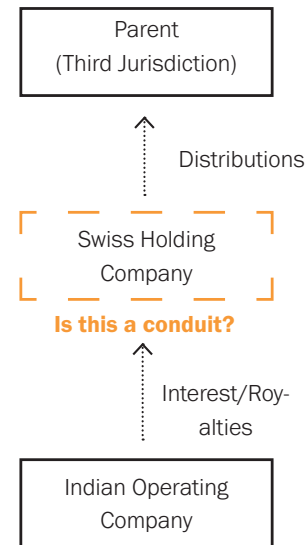 Parent
(Third Jurisdiction)
Distributions
Swiss Holding
Company
Is this a conduit?
Interest/Roy-
alties
Indian Operating
Company